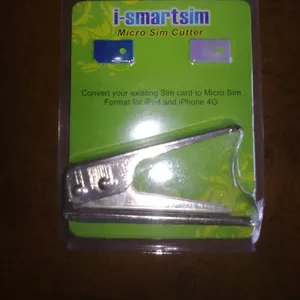 i-smartsim
Micro Sim Cutter
Convert your existing Sim card to Micro Sim
Format for iPad and iPhone 4G